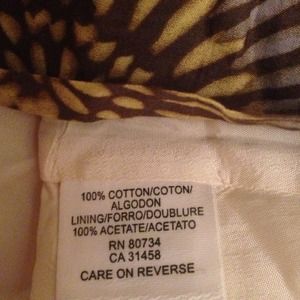 100% COTTON/COTON/
ALGODON
LINING/FORRO/DOUBLURE
100% ACETATE/ACETATO
RN 80734
CA 31458
CARE ON REVERSE